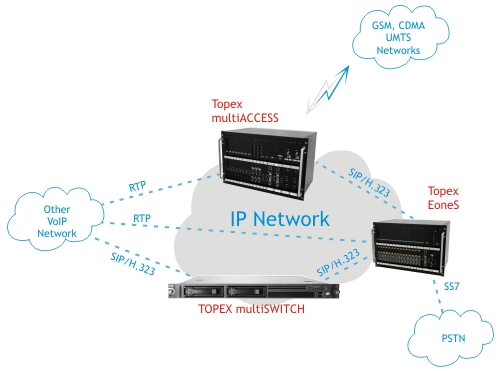 GSM, CDMA
UMTS
Networks
Topex
multiACCESS
SIP/H.323
Topex
EoneS
RTP
Other
VoIP
Network
RTP
IP Network
SIP/H.323
SIP/H.323
TOPEX multiSWITCH
SS7
PSTN